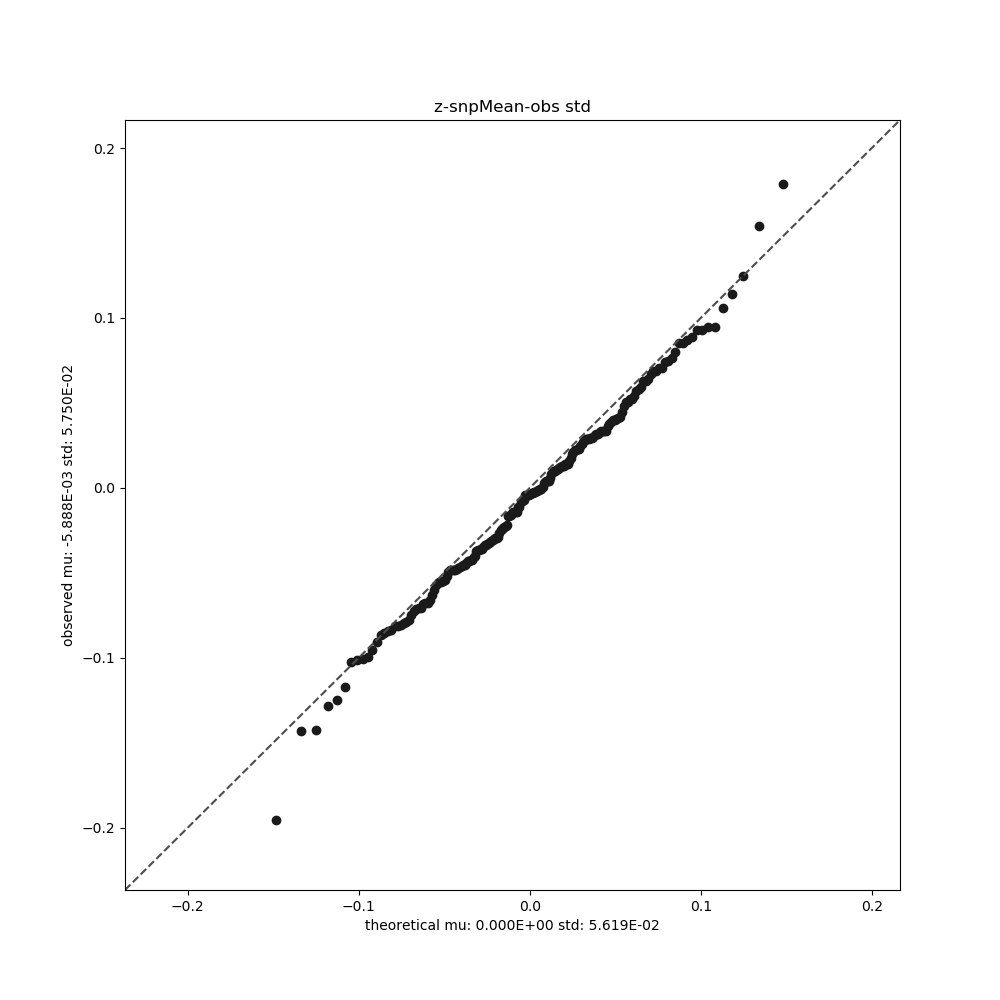 z-snpMean-obs std
0.2
0.1
0.0
−0.1
−0.2
observed mu: -5.888E-03 std: 5.750E-02
−0.2 −0.1 0.0 0.1 0.2
theoretical mu: 0.000E+00 std: 5.619E-02